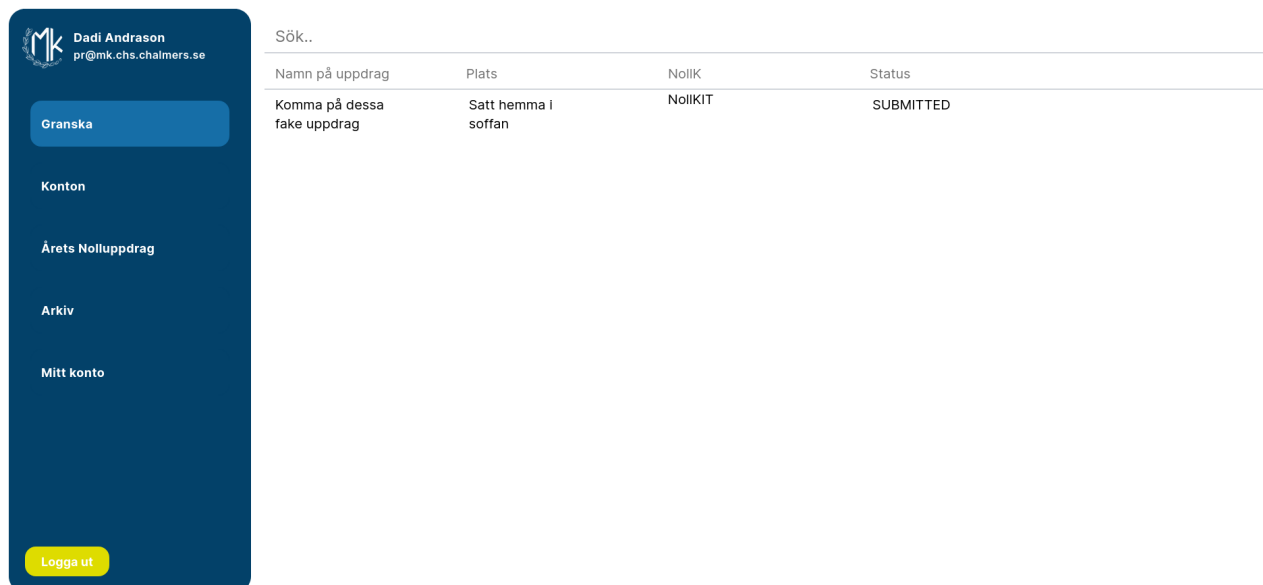 MK
Dadi Andrason
pr@mk.chs.chalmers.se
Granska
Konton
Årets Nolluppdrag
Arkiv
Mitt konto
Logga ut
Sök..
Namn på uppdrag Plats NollK Status
Komma på dessa Satt hemma i NollKIT SUBMITTED
fake uppdrag soffan